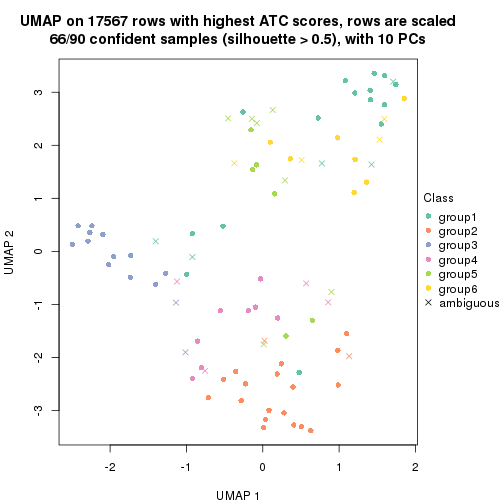 UMAP on 17567 rows with highest ATC scores, rows are scaled
66/90 confident samples (silhouette > 0.5), with 10 PCs
3
2
1
0
-1
-2
-3
UMAP 2
-2
-1
0
1
2
UMAP 1
Class
group1
group2
group3
group4
group5
group6
ambiguous